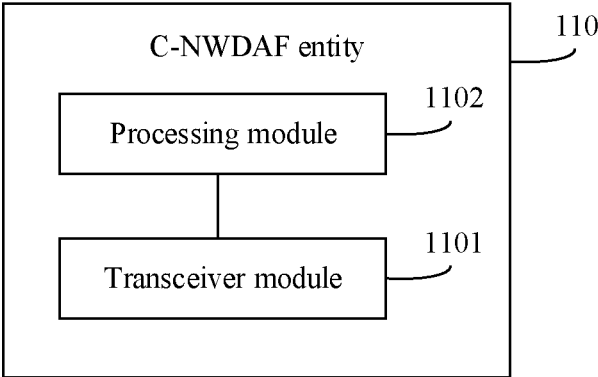 110
C-NWDAF entity
1102
Processing module
1101
Transceiver module